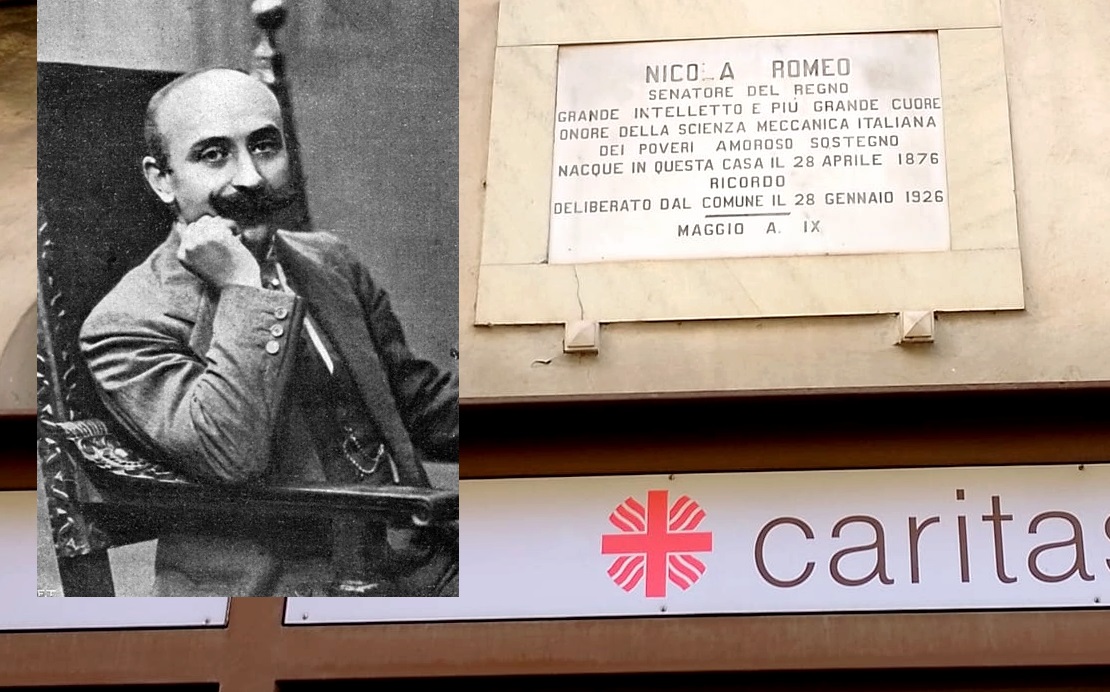 NICOLA ROMEO
SENATORE DEL REGNO
GRANDE INTELLETTO E PIÙ GRANDE CUORE
ONORE DELLA SCIENZA MECCANICA ITALIANA
DEI POVERI AMOROSO SOSTEGNO
NACQUE IN QUESTA CASA IL 28 APRILE 1876
RICORDO
DELIBERATO DAL COMUNE IL 28 GENNAIO 1926
MAGGIO A. IX
caritas